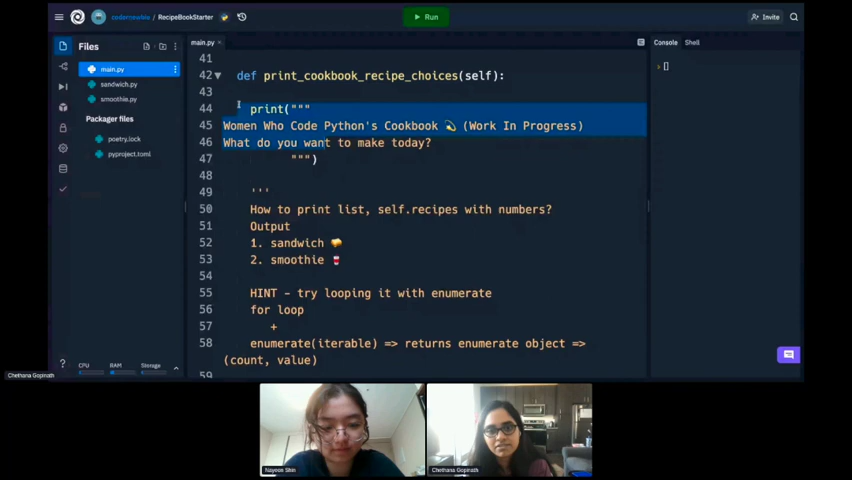 codernewbie / RecipeBookStarter
Run
Invite
Files
main.py
sandwich.py
smoothie.py
Packager files
poetry.lock
pyproject.toml
CPU
RAM
Storage
main.py
Console
Shell
41
42 def print_cookbook_recipe_choices(self):
43
44 print("""
45 Women Who Code Python's Cookbook 💫 (Work In Progress)
46 What do you want to make today?
47 """)
48
49 '''
50 How to print list, self.recipes with numbers?
51 Output
52 1. sandwich 🥪
53 2. smoothie 🥤
54
55 HINT - try looping it with enumerate
56 for loop
57 +
58 enumerate(iterable) => returns enumerate object =>
(count, value)
59
Chethana Gopinath
Nayeon Shin
Chethana Gopinath